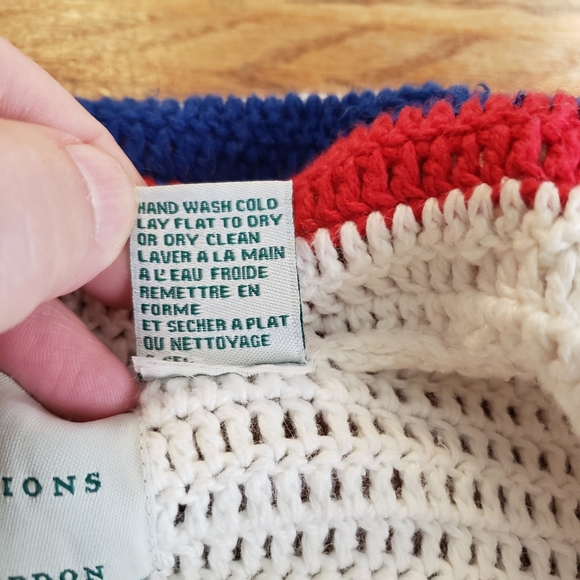 HAND WASH COLD
LAY FLAT TO DRY
OR DRY CLEAN
LAVER A LA MAIN
A L'EAU FROIDE
REMETTRE EN
FORME
ET SECHER A PLAT
OU NETTOYAGE
IONS